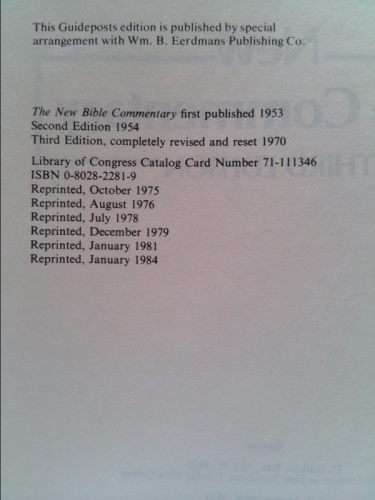 This Guideposts edition is published by special
arrangement with Wm. B. Eerdmans Publishing Co.
The New Bible Commentary first published 1953
Second Edition 1954
Third Edition, completely revised and reset 1970
Library of Congress Catalog Card Number 71-111346
ISBN 0-8028-2281-9
Reprinted, October 1975
Reprinted, August 1976
Reprinted, July 1978
Reprinted, December 1979
Reprinted, January 1981
Reprinted, January 1984